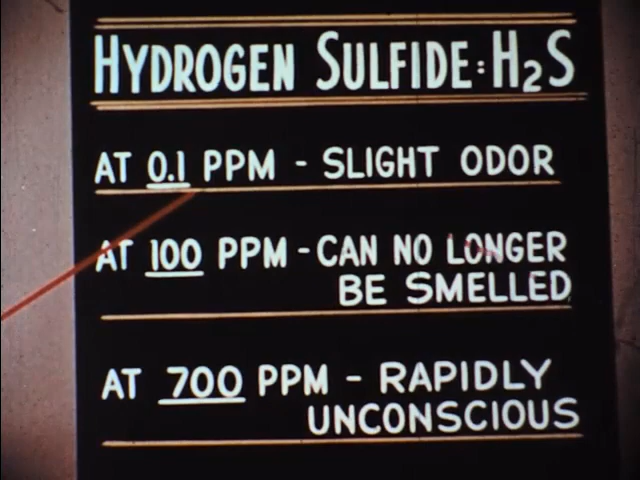 HYDROGEN SULFIDE: H2S
AT 0.1 PPM - SLIGHT ODOR
AT 100 PPM - CAN NO LONGER
BE SMELLED
AT 700 PPM - RAPIDLY
UNCONSCIOUS